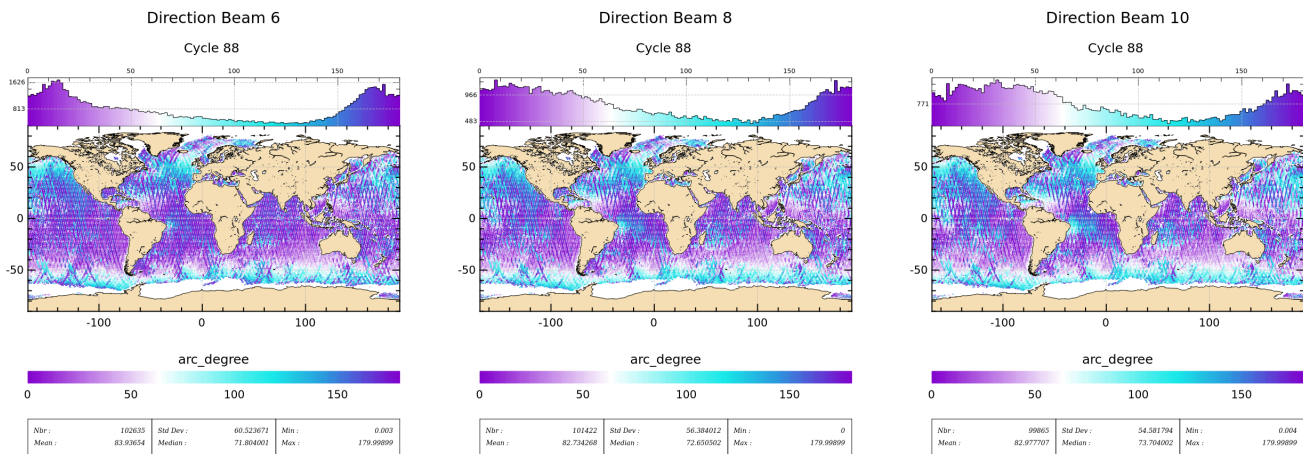 Direction Beam 6
Cycle 88
0 50 100 150
1626
813
50
0
-50
-100 0 100
arc_degree
0 50 100 150
Nbr : 102635 Std Dev : 60.523671 Min : 0.003
Mean : 83.93654 Median : 71.804001 Max : 179.99899
Direction Beam 8
Cycle 88
0 50 100 150
966
483
50
0
-50
-100 0 100
arc_degree
0 50 100 150
Nbr : 101422 Std Dev : 56.384012 Min : 0
Mean : 82.734268 Median : 72.650502 Max : 179.99899
Direction Beam 10
Cycle 88
0 50 100 150
771
50
0
-50
-100 0 100
arc_degree
0 50 100 150
Nbr : 99865 Std Dev : 54.581794 Min : 0.004
Mean : 82.977707 Median : 73.704002 Max : 179.99899